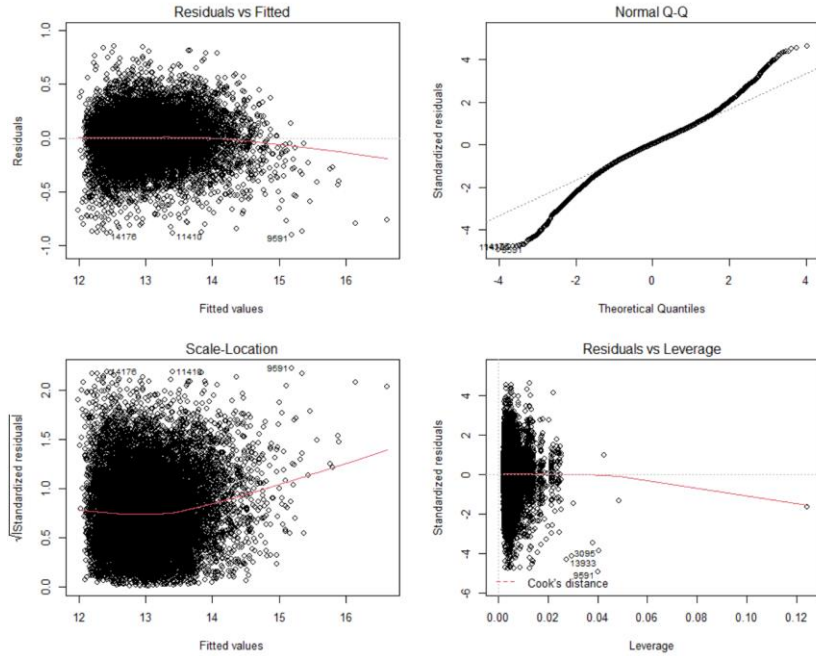 Residuals vs Fitted
Residuals
1.0
0.5
0.0
-0.5
-1.0
14176
11410
9591
12 13 14 15 16
Fitted values
Normal Q-Q
Standardized residuals
4
2
0
-2
-4
9591
-4 -2 0 2 4
Theoretical Quantiles
Scale-Location
√|Standardized residuals|
2.0
1.5
1.0
0.5
0.0
14176
11410
9591
12 13 14 15 16
Fitted values
Residuals vs Leverage
Standardized residuals
4
2
0
-2
-4
-6
3095
13933
9591
Cook's distance
0.00 0.02 0.04 0.06 0.08 0.10 0.12
Leverage